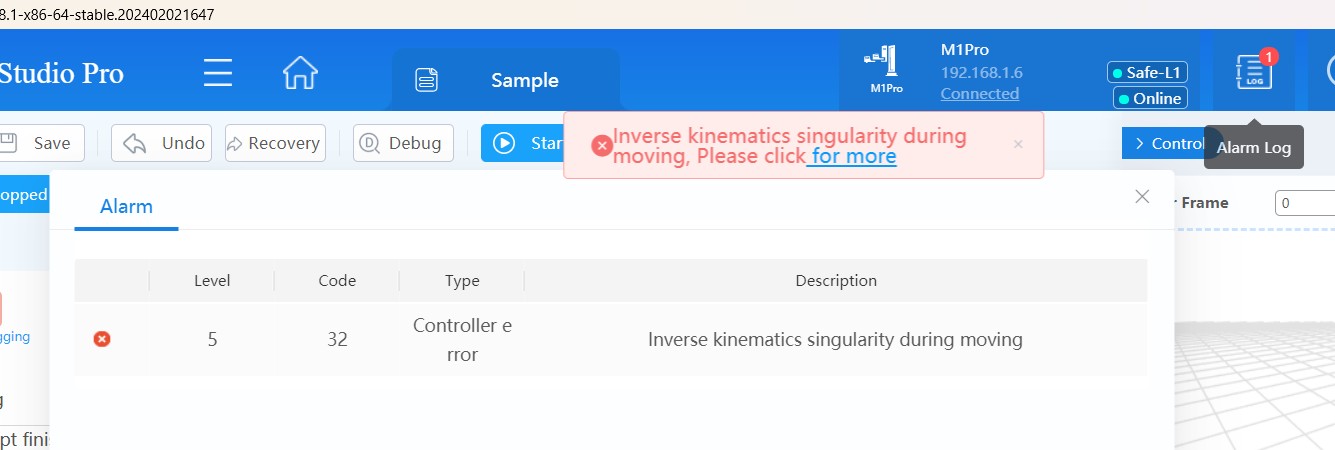 8.1-x86-64-stable.202402021647
Studio Pro
Sample
M1Pro
M1Pro
192.168.1.6
Connected
Safe-L1
Online
LOG
1
Save
Undo
Recovery
Debug
Star
Inverse kinematics singularity during
moving, Please click for more
Control
Alarm Log
opped
Alarm
Frame
0
Level Code Type Description
5 32 Controller e
rror
Inverse kinematics singularity during moving
gging
g
pt fini